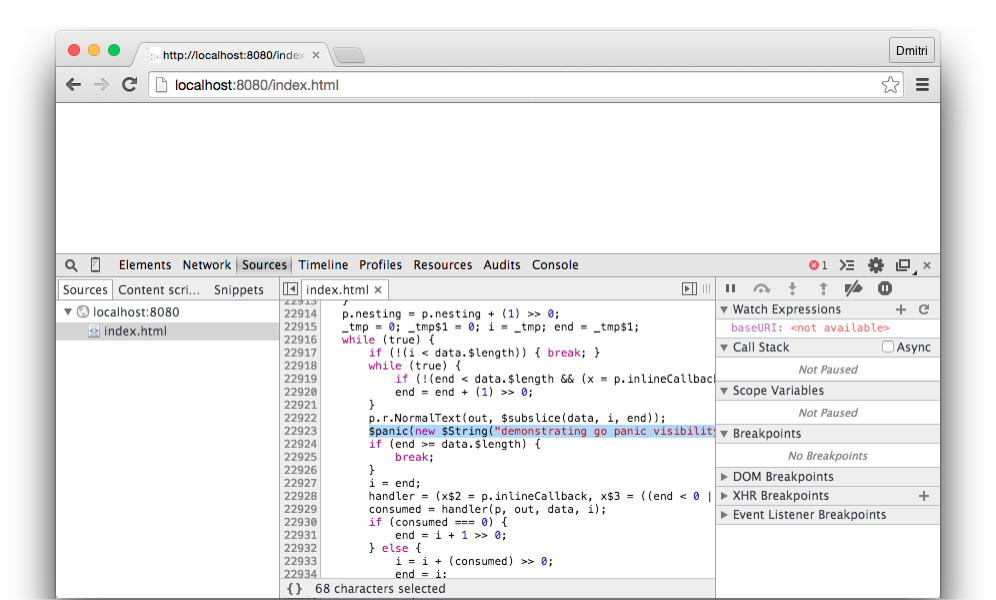 http://localhost:8080/index
Dmitri
localhost:8080/index.html
Elements Network Sources Timeline Profiles Resources Audits Console 1
Sources Content scri... Snippets
localhost:8080
index.html
index.html
22913 }
22914 p.nesting = p.nesting + (1) >> 0;
22915 _tmp = 0; _tmp$1 = 0; i = _tmp; end = _tmp$1;
22916 while (true) {
22917 if (!(i < data.$length)) { break; }
22918 while (true) {
22919 if (!(end < data.$length && (x = p.inlineCallbac
22920 end = end + (1) >> 0;
22921 }
22922 p.r.NormalText(out, $subslice(data, i, end));
22923 $panic(new $String("demonstrating go panic visibilit
22924 if (end >= data.$length) {
22925 break;
22926 }
22927 i = end;
22928 handler = (x$2 = p.inlineCallback, x$3 = ((end < 0 |
22929 consumed = handler(p, out, data, i);
22930 if (consumed === 0) {
22931 end = i + 1 >> 0;
22932 } else {
22933 i = i + (consumed) >> 0;
22934 end = i;
{} 68 characters selected
Watch Expressions
baseURI: <not available>
Call Stack Async
Not Paused
Scope Variables
Not Paused
Breakpoints
No Breakpoints
DOM Breakpoints
XHR Breakpoints
Event Listener Breakpoints